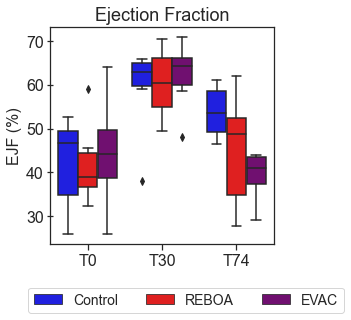 Ejection Fraction
EJF (%)
70
60
50
40
30
T0 T30 T74
Control REBOA EVAC